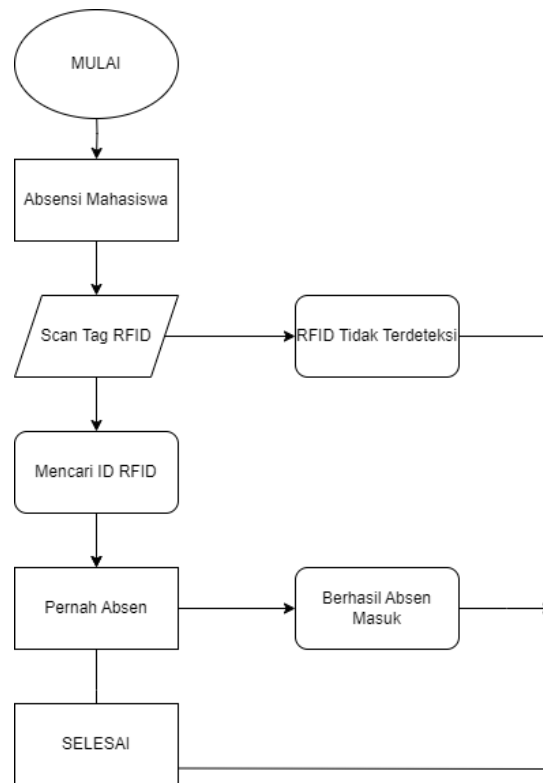 MULAI
Absensi Mahasiswa
Scan Tag RFID
RFID Tidak Terdeteksi
Mencari ID RFID
Pernah Absen
Berhasil Absen
Masuk
SELESAI